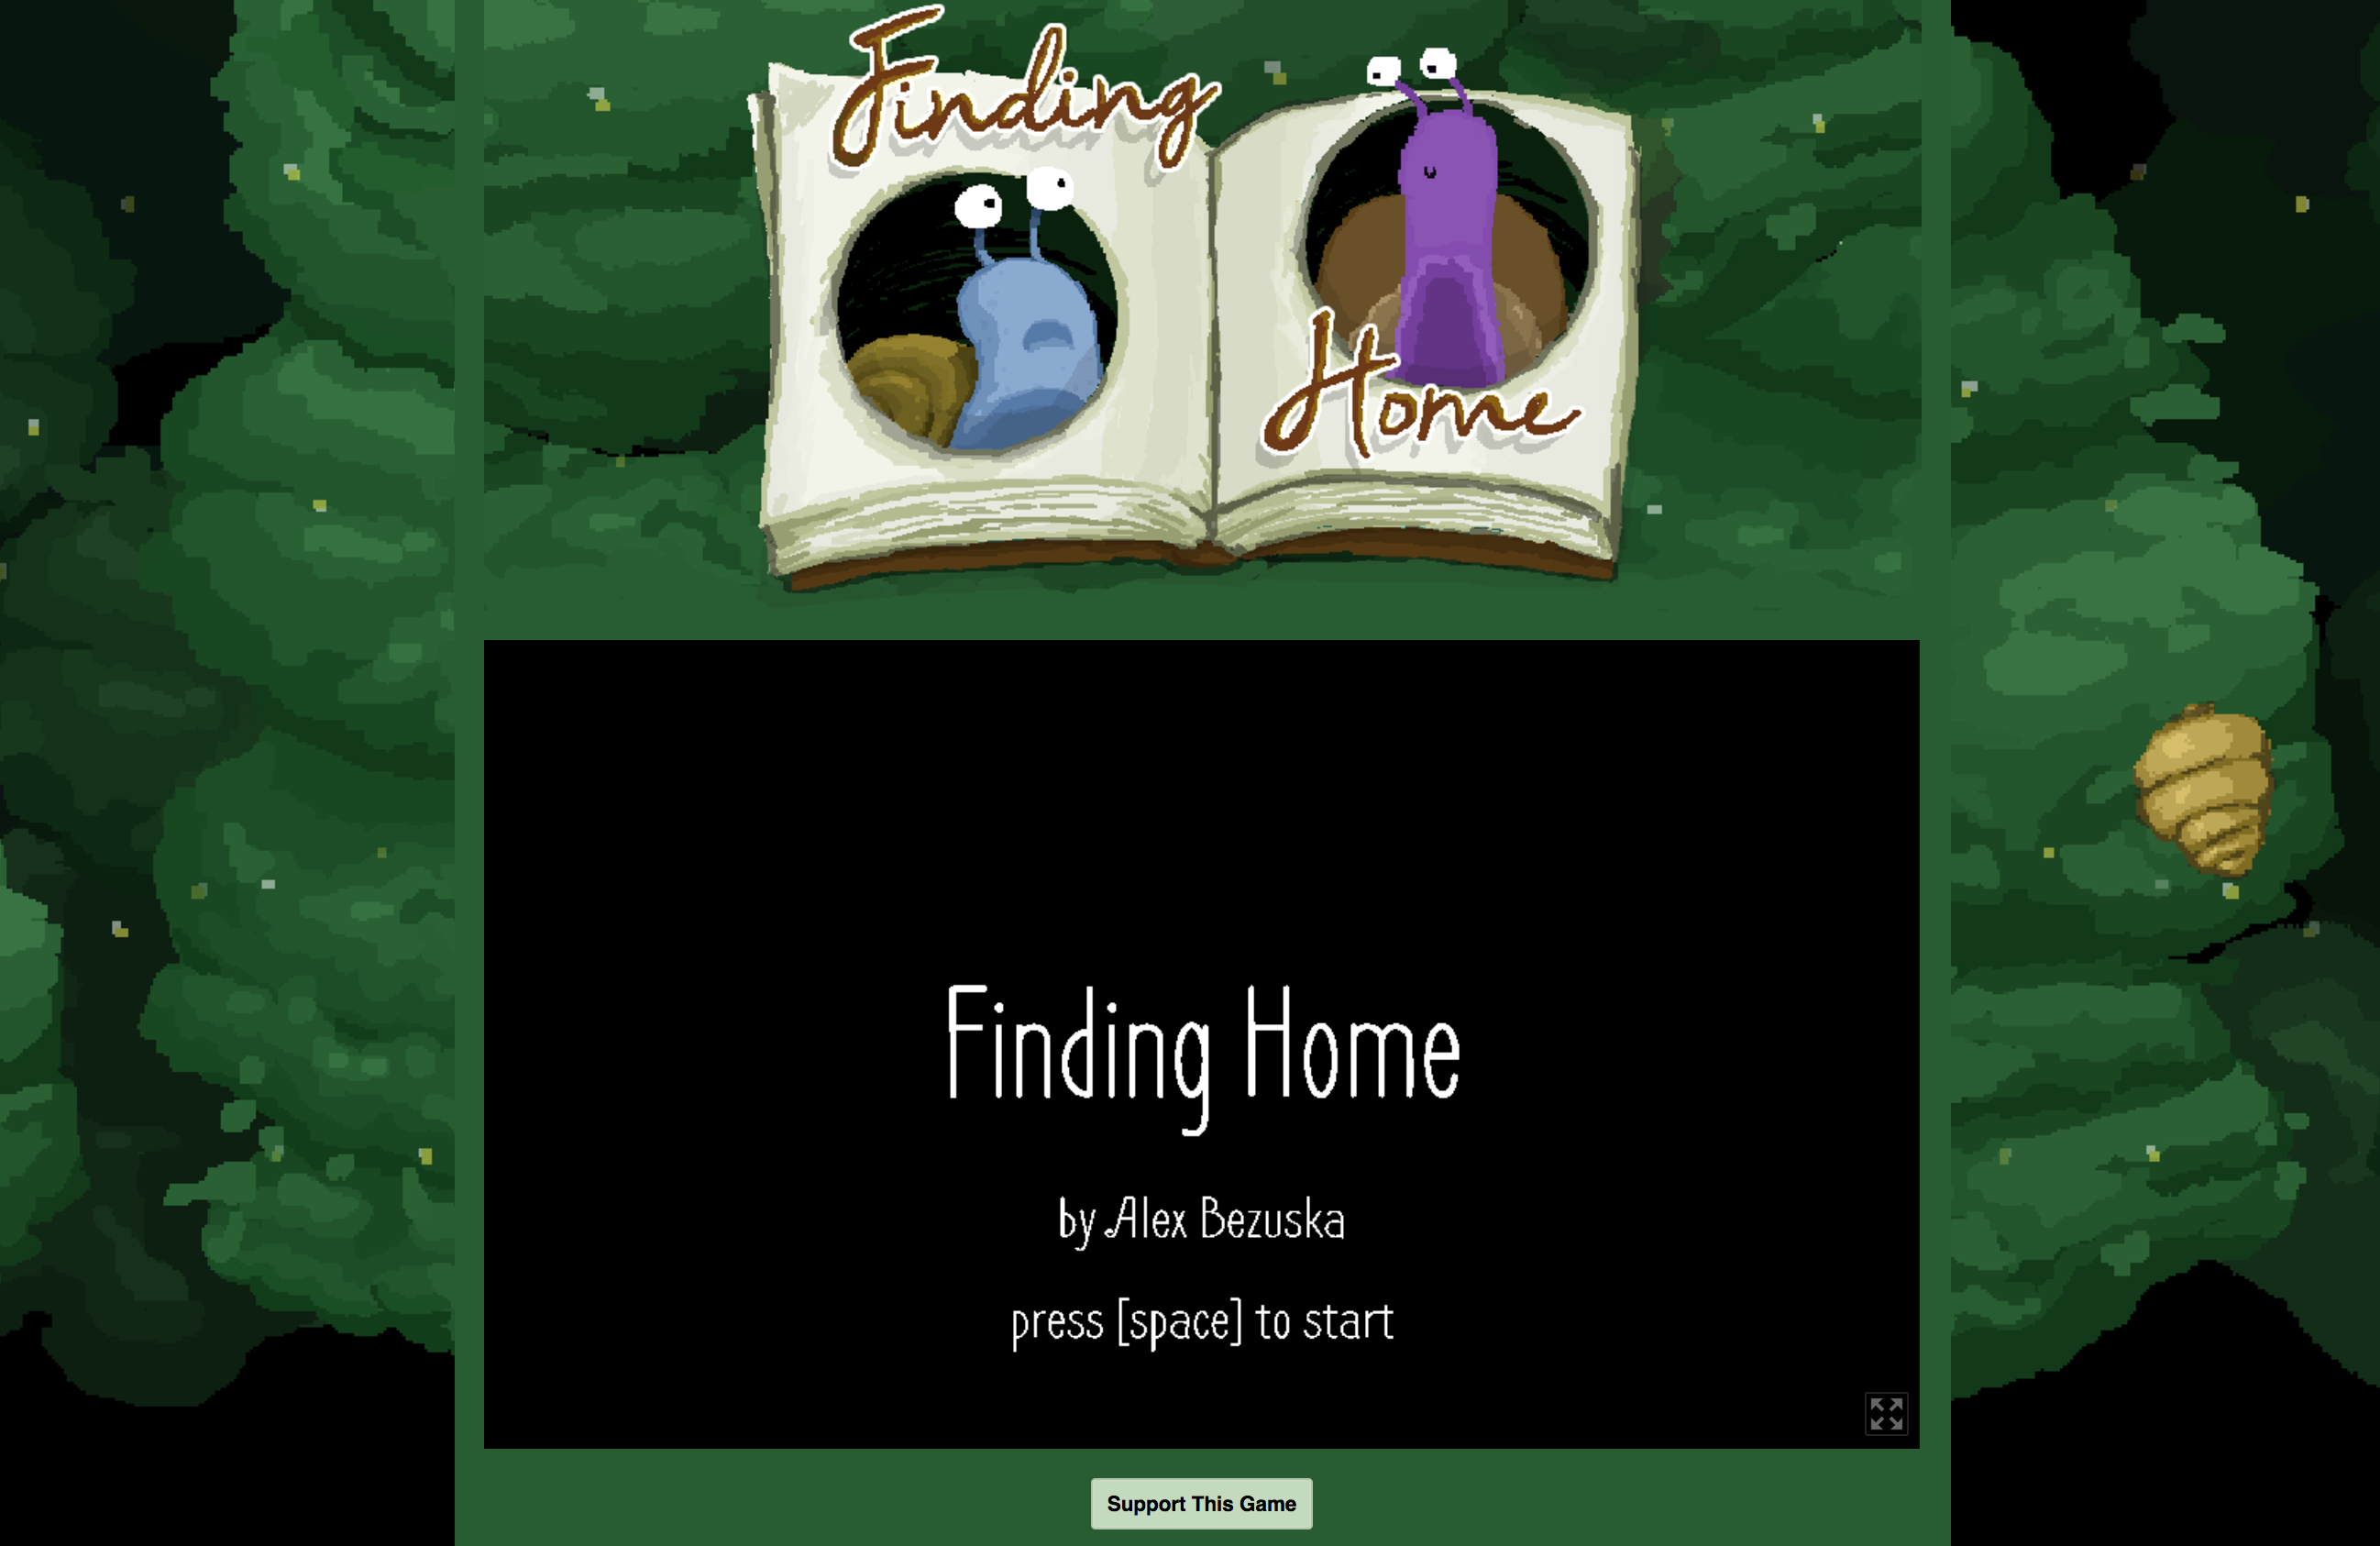 Finding
Home
Finding Home
by Alex Bezuska
press [space] to start
Support This Game